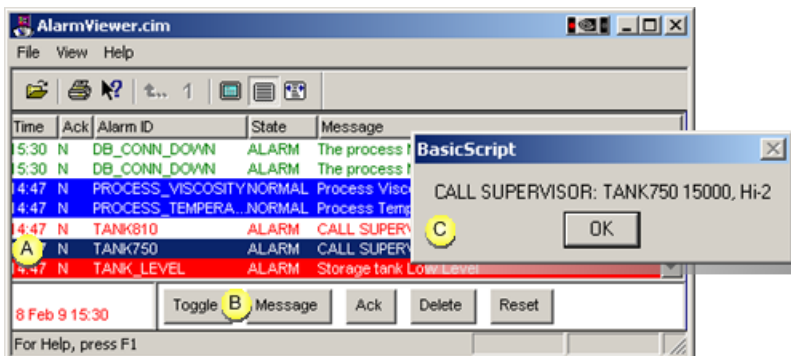 AlarmViewer.cim
File View Help
Time Ack Alarm ID State Message
15:30 N DB_CONN_DOWN ALARM The process
15:30 N DB_CONN_DOWN ALARM The process
14:47 N PROCESS_VISCOSITY NORMAL Process Visc
14:47 N PROCESS_TEMPERA... NORMAL Process Temp
14:47 N TANK810 ALARM CALL SUPER
A N TANK750 ALARM CALL SUPER
14:47 N TANK_LEVEL ALARM Storage tank Low Level
BasicScript
CALL SUPERVISOR: TANK750 15000, Hi-2
C OK
8 Feb 9 15:30
Toggle B Message Ack Delete Reset
For Help, press F1